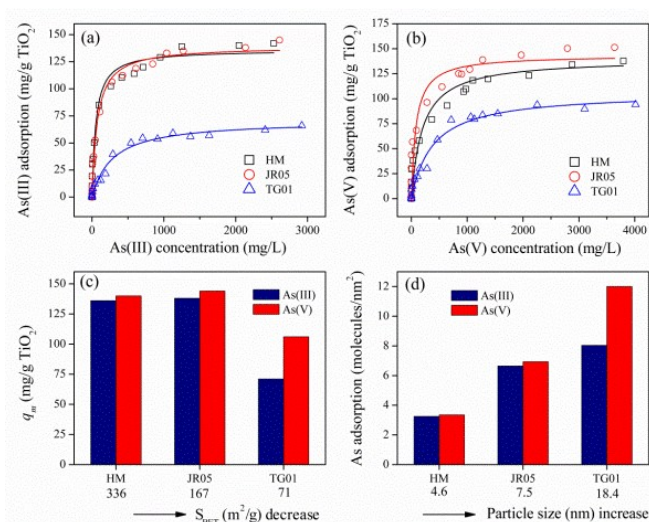 (a)
As(III) adsorption (mg/g TiO2)
150
125
100
75
50
25
0
HM
JR05
TG01
0 1000 2000 3000
As(III) concentration (mg/L)
(b)
As(V) adsorption (mg/g TiO2)
175
150
125
100
75
50
25
0
HM
JR05
TG01
0 1000 2000 3000 4000
As(V) concentration (mg/L)
(c)
qm (mg/g TiO2)
150
125
100
75
50
25
0
As(III)
As(V)
HM JR05 TG01
336 167 71
SBET (m2/g) decrease
(d)
As adsorption (molecules/nm2)
12
10
8
6
4
2
0
As(III)
As(V)
HM JR05 TG01
4.6 7.5 18.4
Particle size (nm) increase